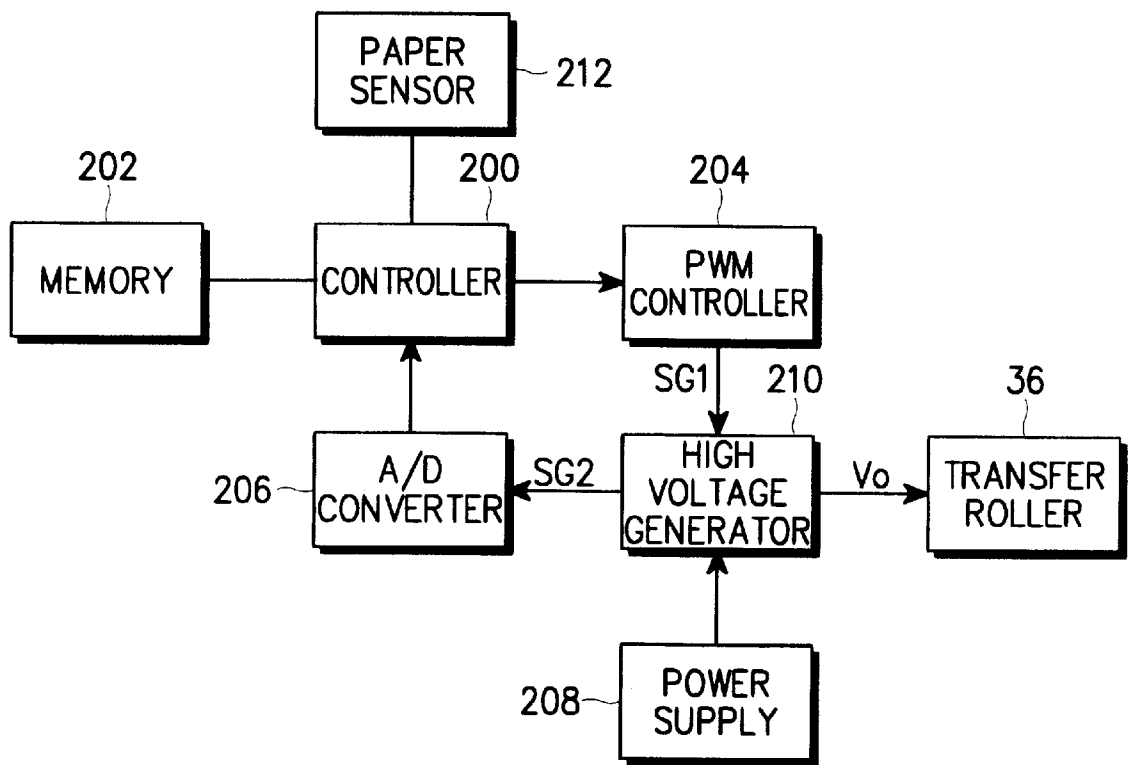 PAPER
SENSOR
212
202
200
204
MEMORY
CONTROLLER
PWM
CONTROLLER
SG1
210
36
206
A/D
CONVERTER
SG2
HIGH
VOLTAGE
GENERATOR
Vo
TRANSFER
ROLLER
208
POWER
SUPPLY